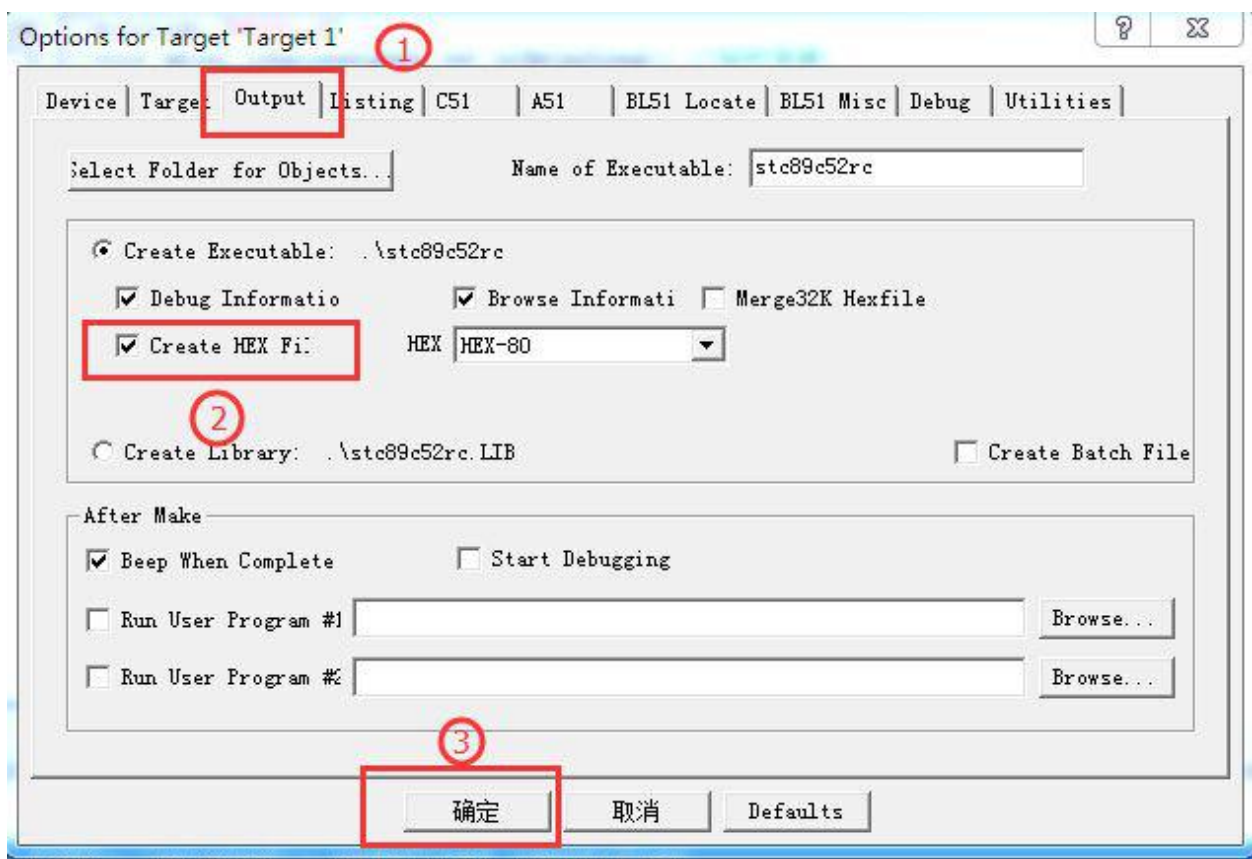 Options for Target 'Target 1'
①
Device Target Output Listing C51 A51 BL51 Locate BL51 Misc Debug Utilities
Select Folder for Objects... Name of Executable: stc89c52rc
Create Executable: .\stc89c52rc
Debug Informatio Browse Informati Merge32K Hexfile
Create HEX Fi HEX HEX-80
②
Create Library: .\stc89c52rc.LIB Create Batch File
After Make
Beep When Complete Start Debugging
Run User Program #1 Browse...
Run User Program #2 Browse...
③
确定 取消 Defaults